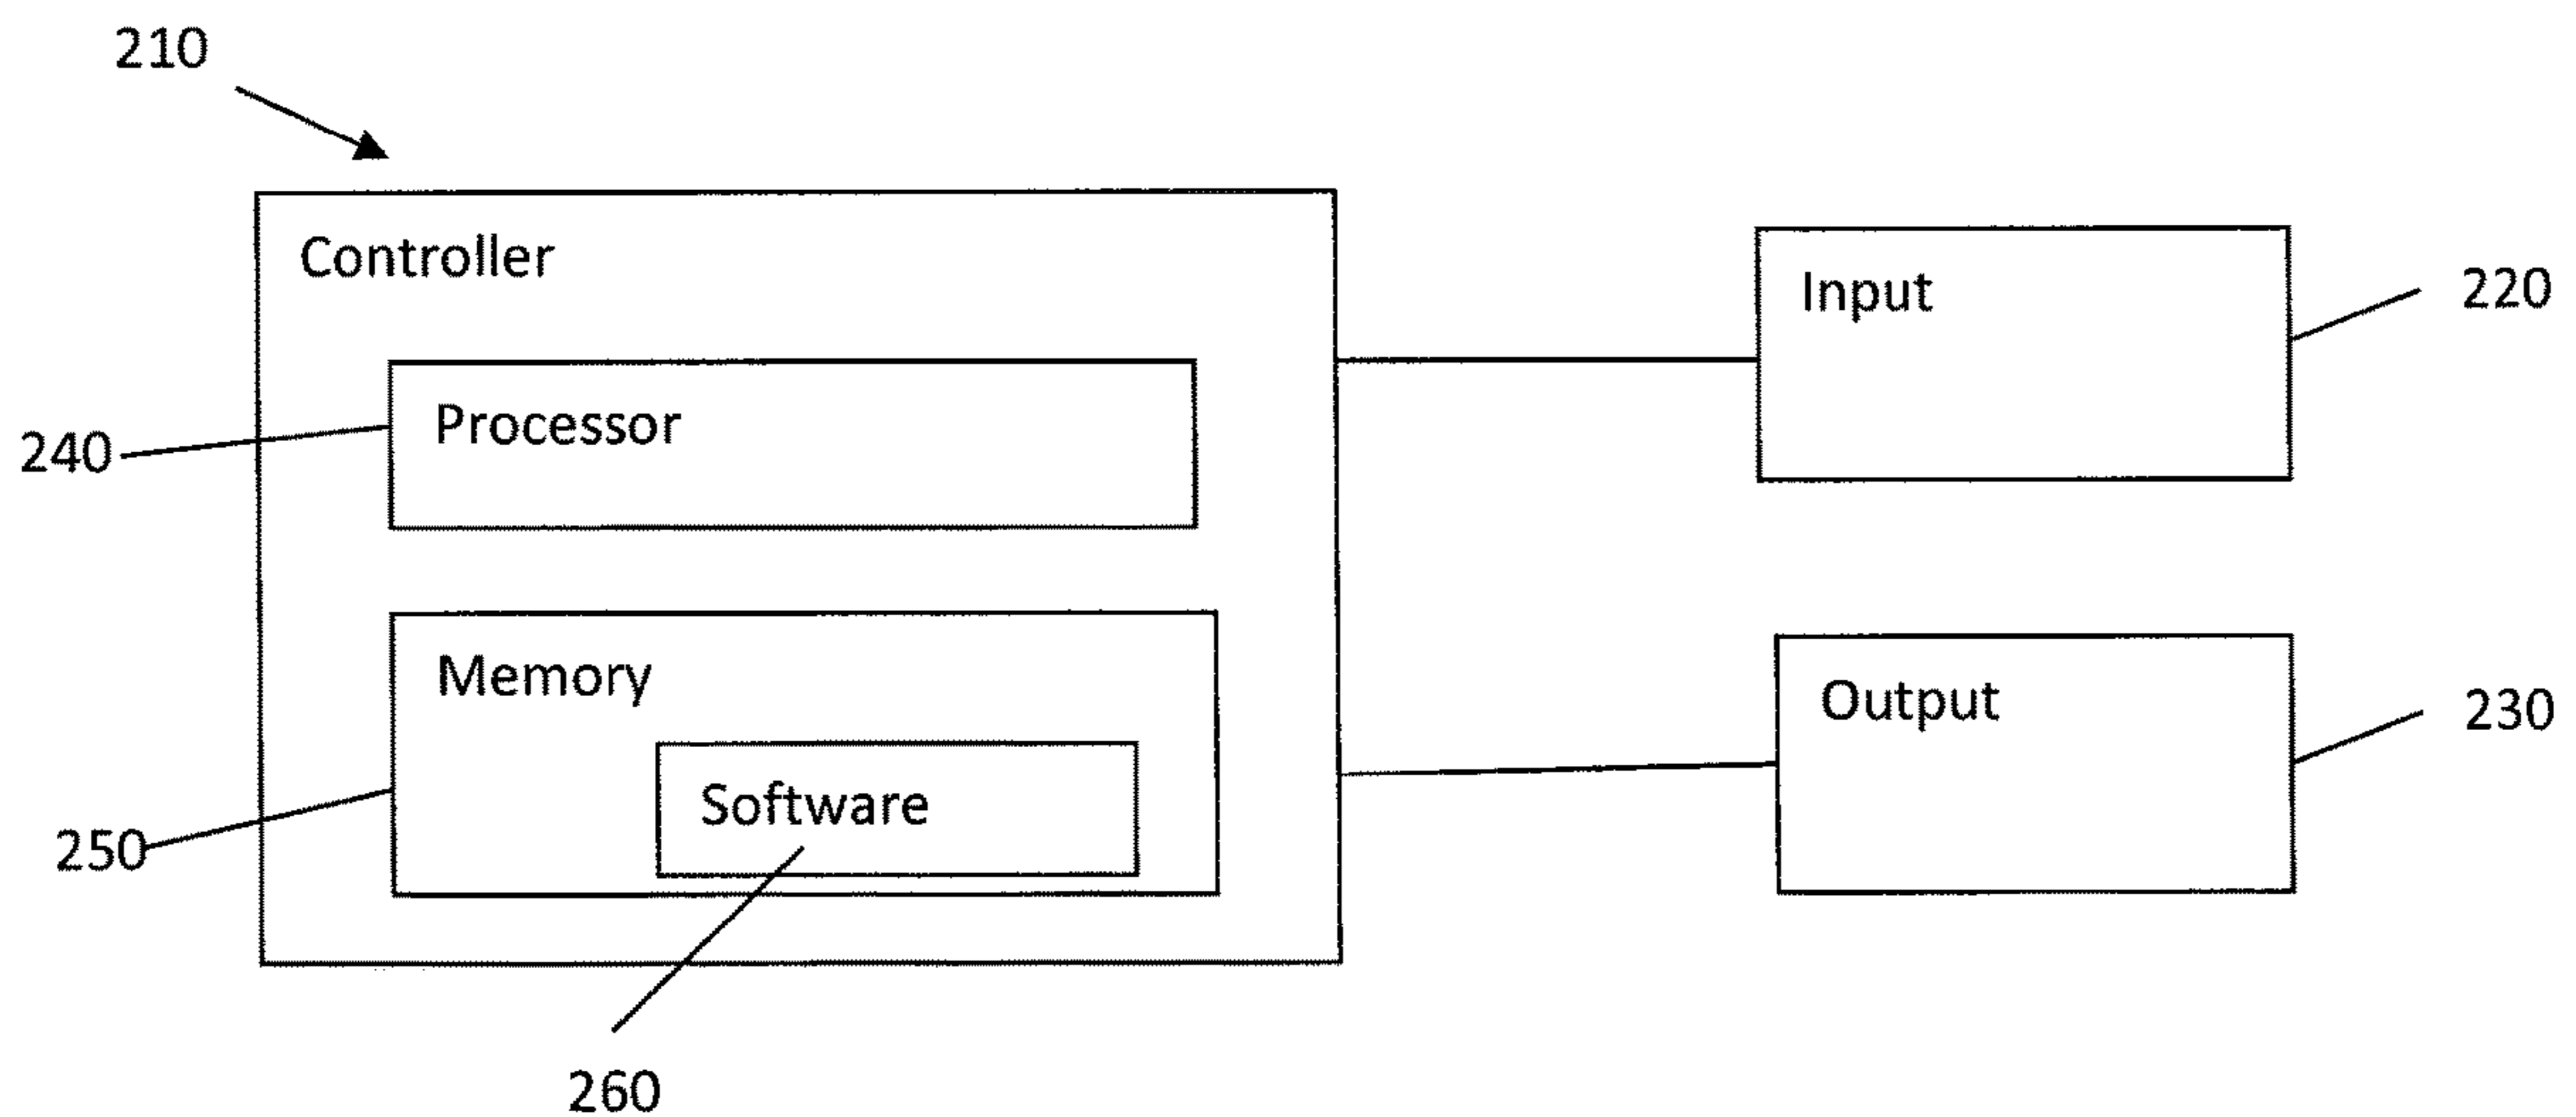 210
Controller
Input
220
Processor
240
Memory
Output
230
Software
250
260